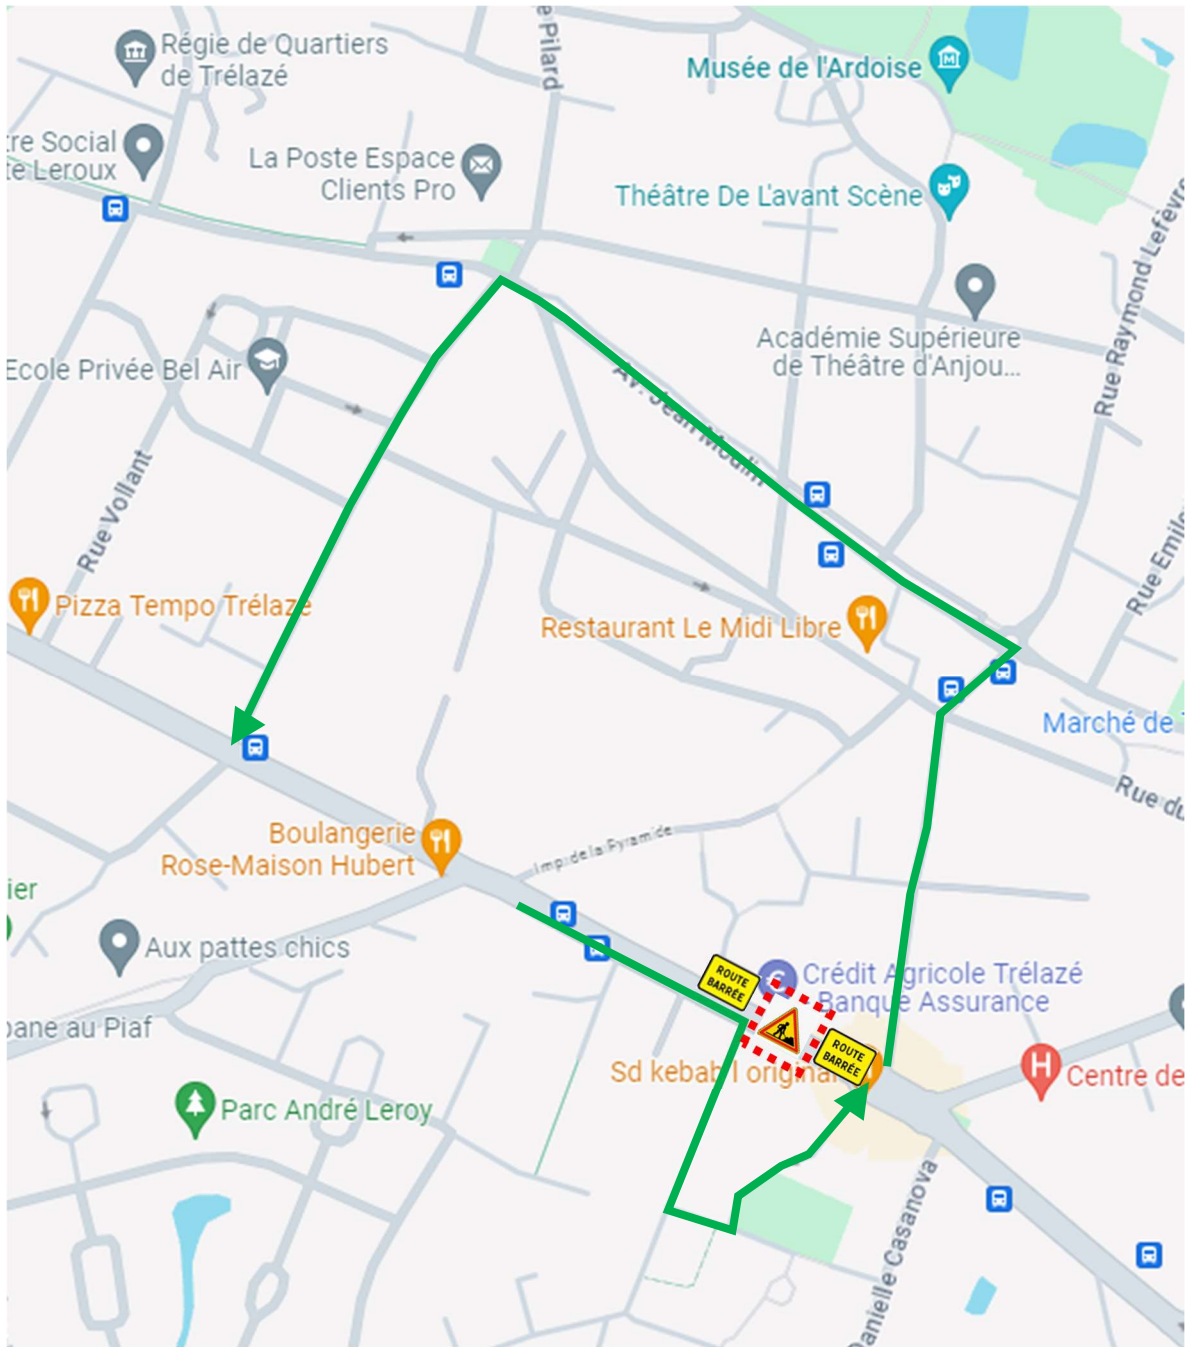 e Pilard
Régie de Quartiers
de Trélazé
Musée de l'Ardoise
tre Social
te Leroux
La Poste Espace
Clients Pro
Théâtre De L'avant Scène
Rue Raymond Lefèvre
Académie Supérieure
de Théâtre d'Anjou...
Ecole Privée Bel Air
Av. Jean Moulin
Rue Vollant
Rue Emile
Pizza Tempo Trélazé
Restaurant Le Midi Libre
Marché de
Rue du
Boulangerie
Rose-Maison Hubert
Imp. de la Pyramide
ier
Aux pattes chics
ROUTE
BARRÉE
Crédit Agricole Trélazé
Banque Assurance
bane au Piaf
ROUTE
BARRÉE
Sd kebab l original
H
Centre de
Parc André Leroy
Danielle Casanova